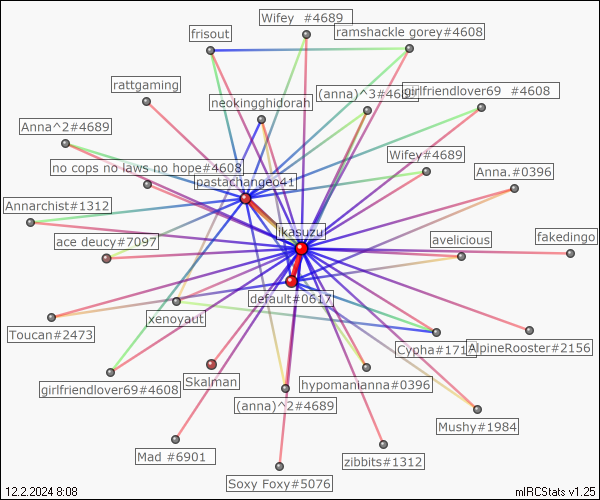 Wifey #4689
frisout
ramshackle gorey#4608
rattgaming
neokingghidorah
(anna)^3#4689
girlfriendlover69 #4608
Anna^2#4689
no cops no laws no hope#4608
Wifey#4689
pastachangeo41
Anna.#0396
Annarchist#1312
ikasuzu
ace deucy#7097
avelicious
fakedingo
default#0617
xenoyaut
Toucan#2473
Cypha#1714
AlpineRooster#2156
girlfriendlover69#4608
Skalman
hypomanianna#0396
(anna)^2#4689
Mushy#1984
Mad #6901
zibbits#1312
Soxy Foxy#5076
12.2.2024 8:08
mIRCStats v1.25